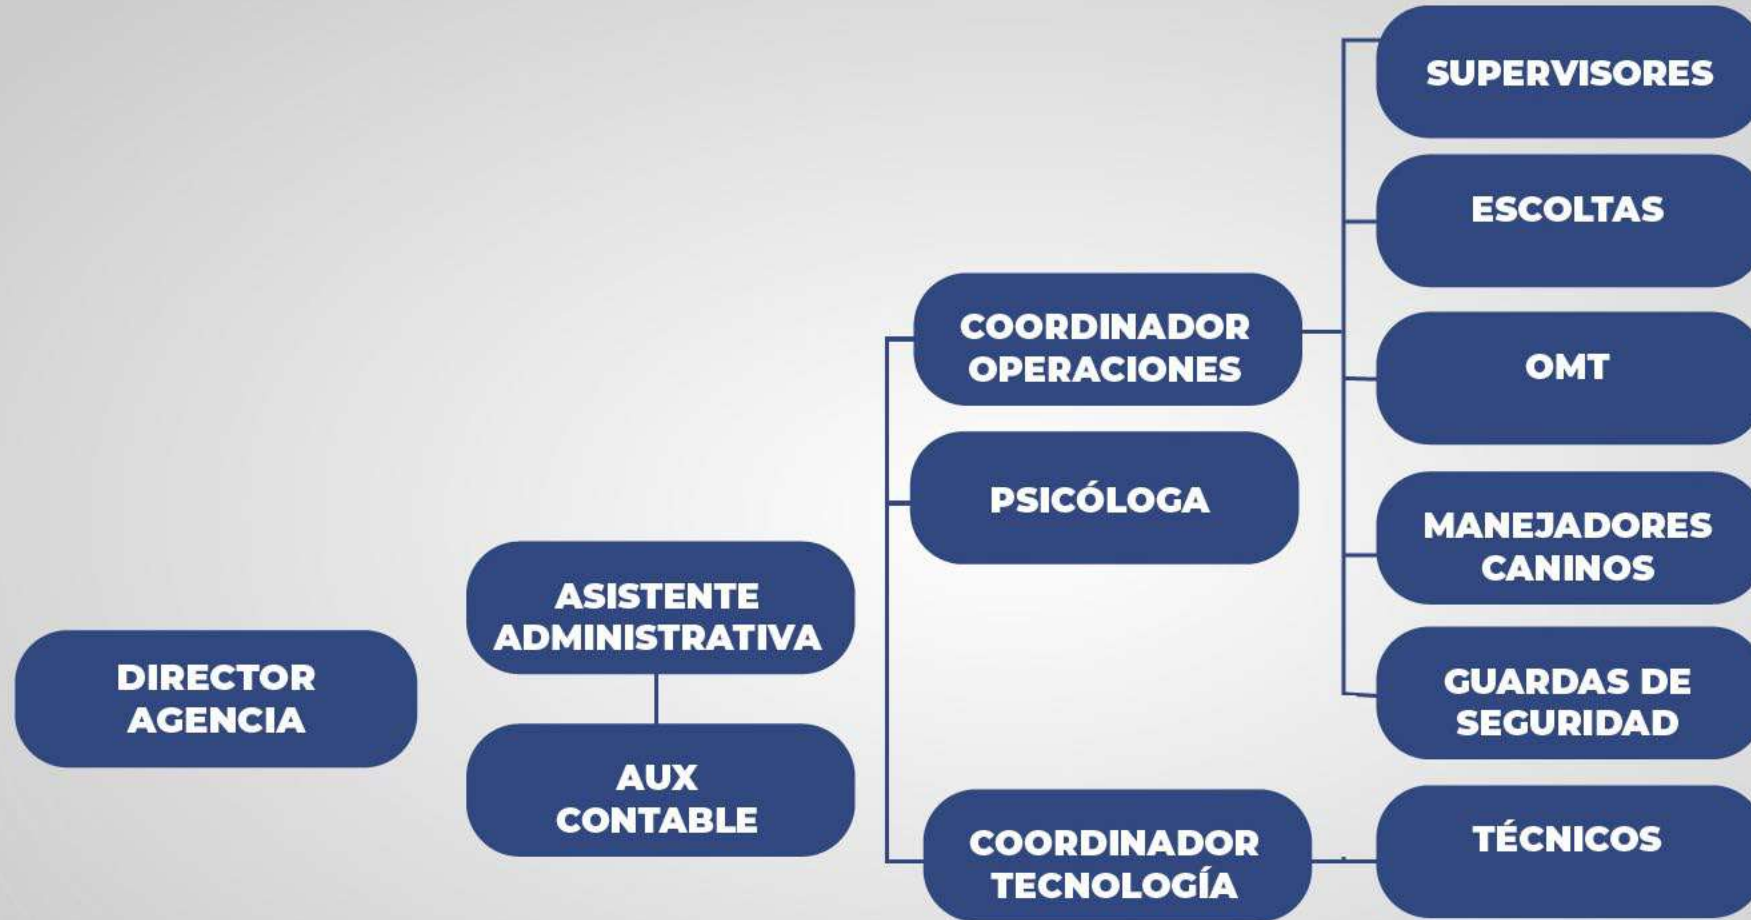 DIRECTOR
AGENCIA
ASISTENTE
ADMINISTRATIVA
AUX
CONTABLE
COORDINADOR
OPERACIONES
PSICÓLOGA
COORDINADOR
TECNOLOGÍA
SUPERVISORES
ESCOLTAS
OMT
MANEJADORES
CANINOS
GUARDAS DE
SEGURIDAD
TÉCNICOS